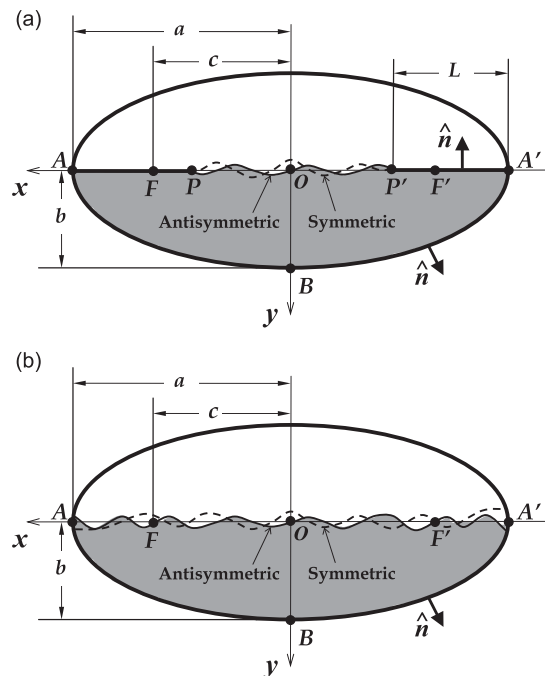 (a)
a
c
L
n̂
A
F
P
O
P'
F'
A'
x
b
Antisymmetric
Symmetric
B
n̂
y
(b)
a
c
A
F
O
F'
A'
x
b
Antisymmetric
Symmetric
B
n̂
y